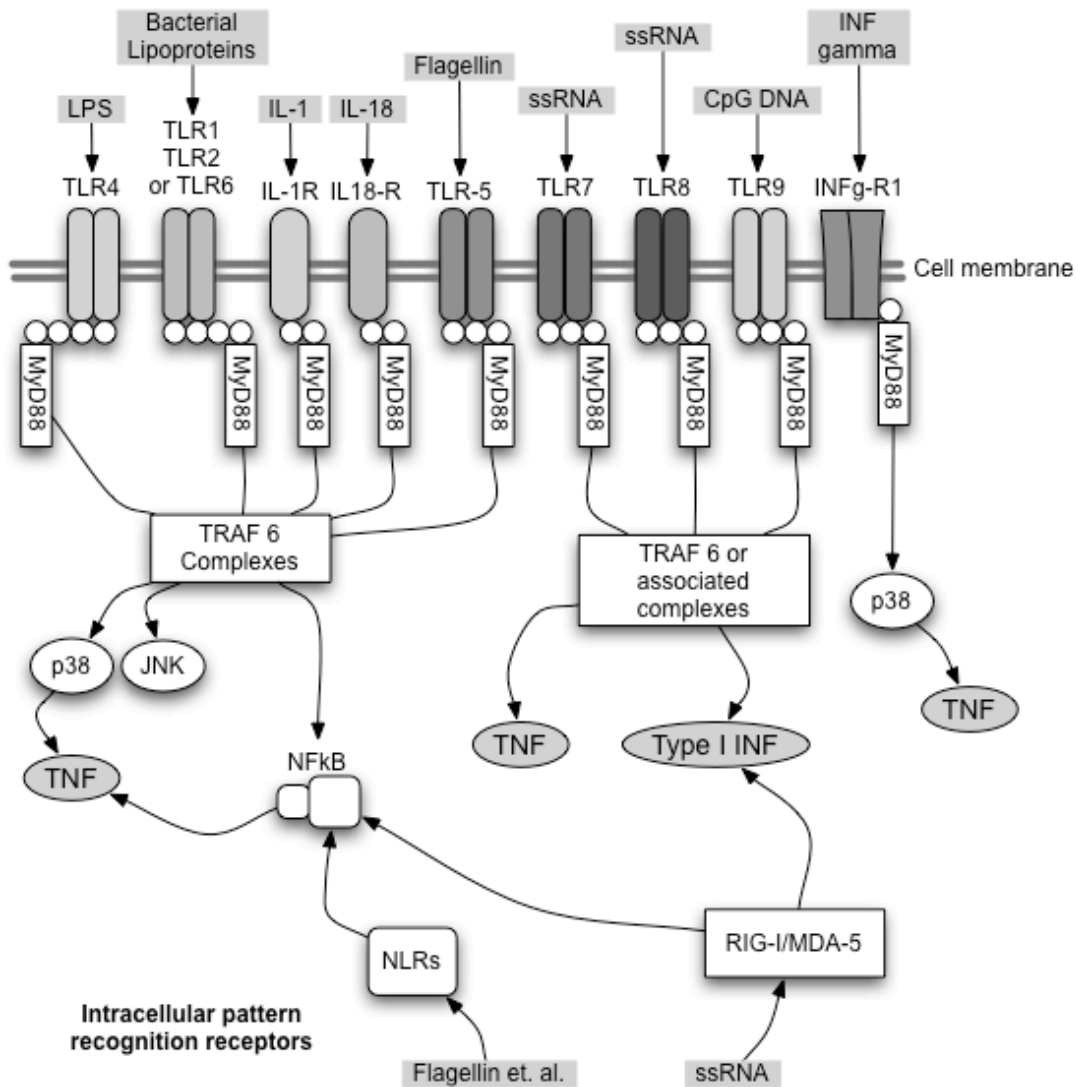 Bacterial
Lipoproteins
INF
gamma
ssRNA
Flagellin
LPS
IL-1
IL-18
ssRNA
CpG DNA
TLR1
TLR2
or TLR6
TLR4
IL-1R
IL18-R
TLR-5
TLR7
TLR8
TLR9
INFg-R1
Cell membrane
MyD88
MyD88
MyD88
MyD88
MyD88
MyD88
MyD88
MyD88
MyD88
TRAF 6
Complexes
TRAF 6 or
associated
complexes
p38
p38
JNK
TNF
TNF
Type I INF
TNF
NFkB
NLRs
RIG-I/MDA-5
Intracellular pattern
recognition receptors
Flagellin et. al.
ssRNA